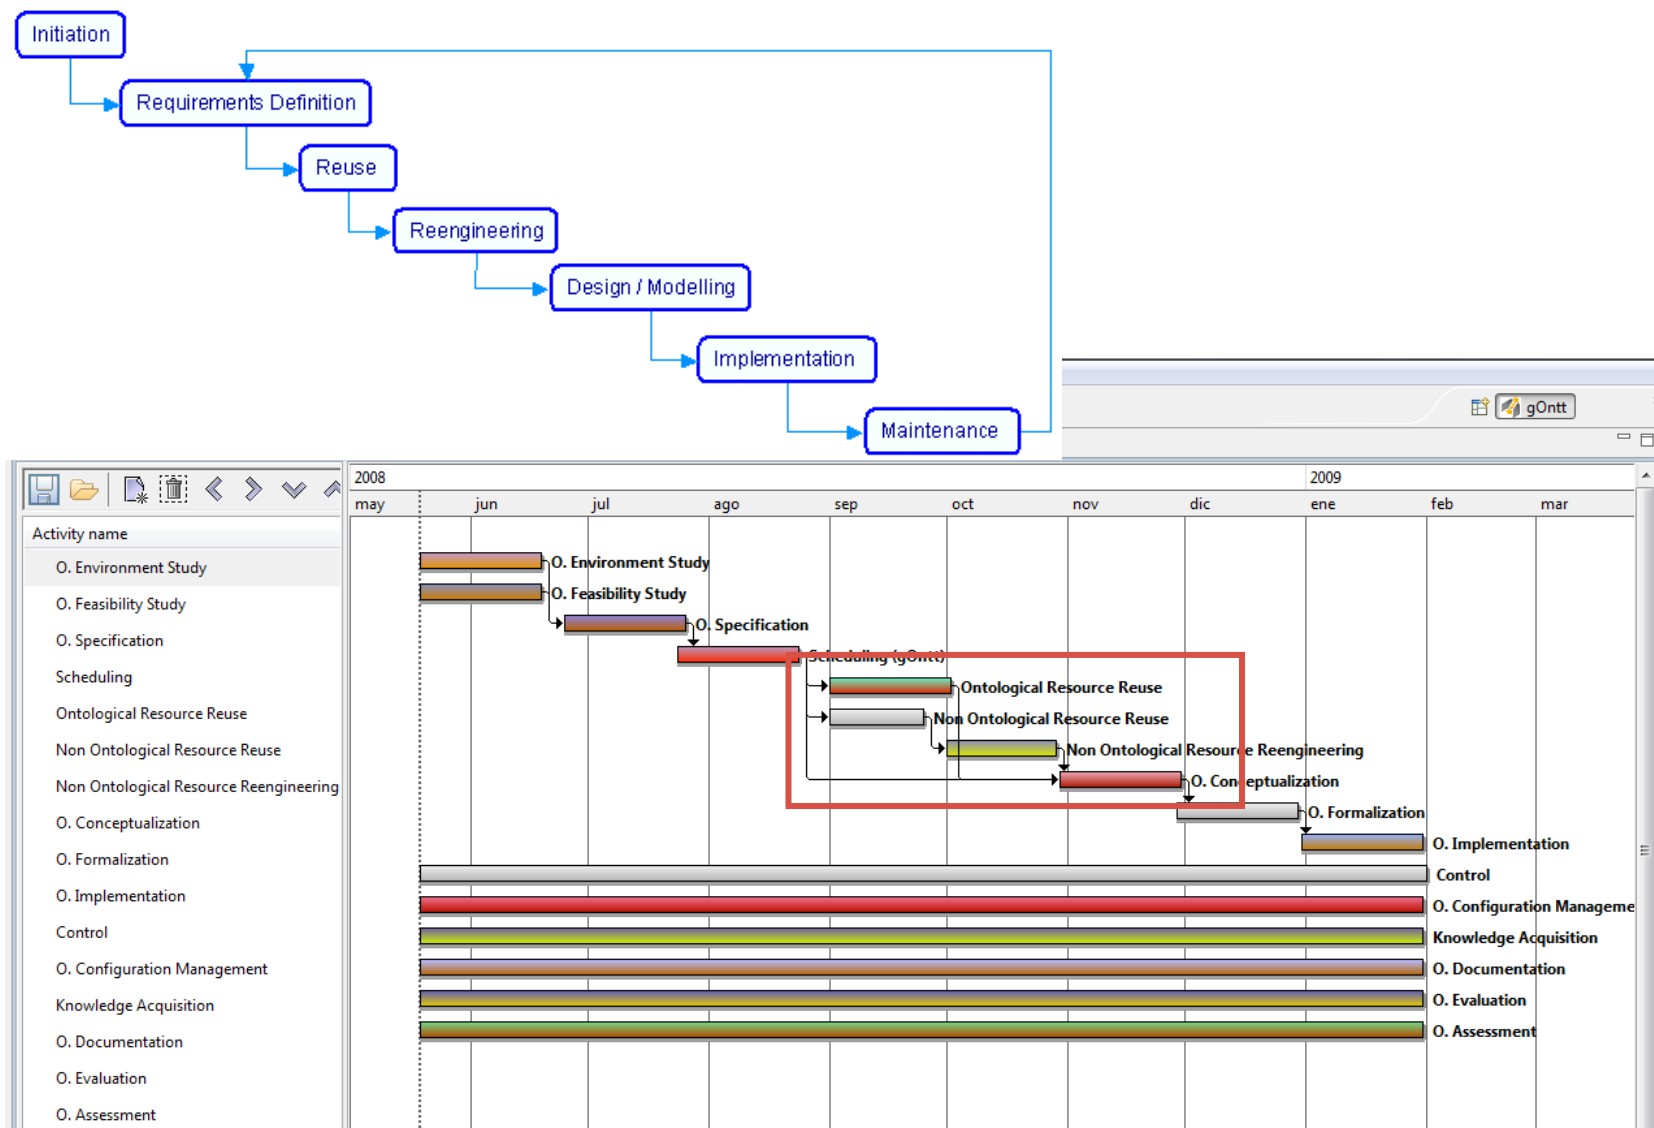 Initiation
Requirements Definition
Reuse
Reengineering
Design / Modelling
Implementation
Maintenance
gOntt
2008 2009
may jun jul ago sep oct nov dic ene feb mar
Activity name
O. Environment Study
O. Feasibility Study
O. Specification
Scheduling
Ontological Resource Reuse
Non Ontological Resource Reuse
Non Ontological Resource Reengineering
O. Conceptualization
O. Formalization
O. Implementation
Control
O. Configuration Management
Knowledge Acquisition
O. Documentation
O. Evaluation
O. Assessment
O. Environment Study
O. Feasibility Study
O. Specification
Scheduling (gOntt)
Ontological Resource Reuse
Non Ontological Resource Reuse
Non Ontological Resource Reengineering
O. Conceptualization
O. Formalization
O. Implementation
Control
O. Configuration Manageme
Knowledge Acquisition
O. Documentation
O. Evaluation
O. Assessment